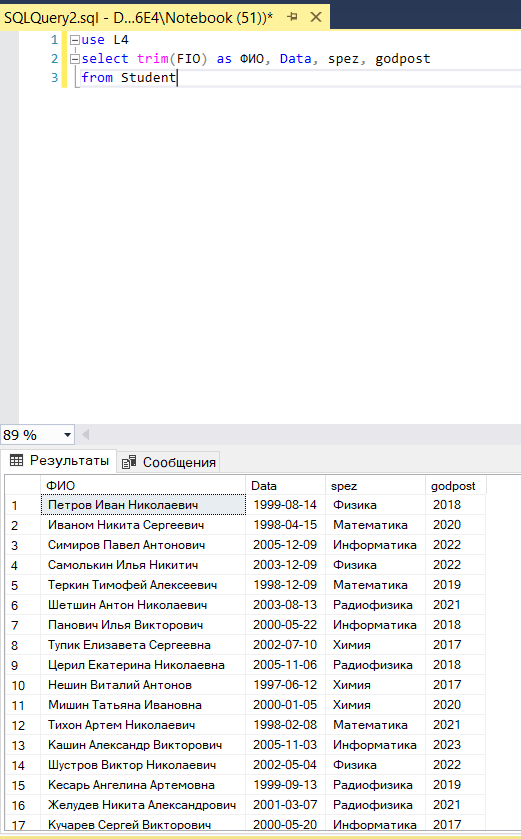 SQLQuery2.sql - D...6E4\Notebook (51))*
1 use L4
2 select trim(FIO) as ФИО, Data, spez, godpost
3 from Student
89 %
Результаты Сообщения
ФИО Data spez godpost
1 Петров Иван Николаевич 1999-08-14 Физика 2018
2 Иваном Никита Сергеевич 1998-04-15 Математика 2020
3 Симиров Павел Антонович 2005-12-09 Информатика 2022
4 Самолькин Илья Никитич 2003-12-09 Физика 2022
5 Теркин Тимофей Алексеевич 1998-12-09 Математика 2019
6 Шетшин Антон Николаевич 2003-08-13 Радиофизика 2021
7 Панович Илья Викторович 2000-05-22 Информатика 2018
8 Тупик Елизавета Сергеевна 2002-07-10 Химия 2017
9 Церил Екатерина Николаевна 2005-11-06 Радиофизика 2018
10 Нешин Виталий Антонов 1997-06-12 Химия 2017
11 Мишин Татьяна Ивановна 2000-01-05 Химия 2020
12 Тихон Артем Николаевич 1998-02-08 Математика 2021
13 Кашин Александр Викторович 2005-11-03 Информатика 2023
14 Шустров Виктор Николаевич 2002-05-04 Физика 2022
15 Кесарь Ангелина Артемовна 1999-09-13 Радиофизика 2019
16 Желудев Никита Александрович 2001-03-07 Радиофизика 2021
17 Кучарев Сергей Викторович 2000-05-20 Информатика 2017